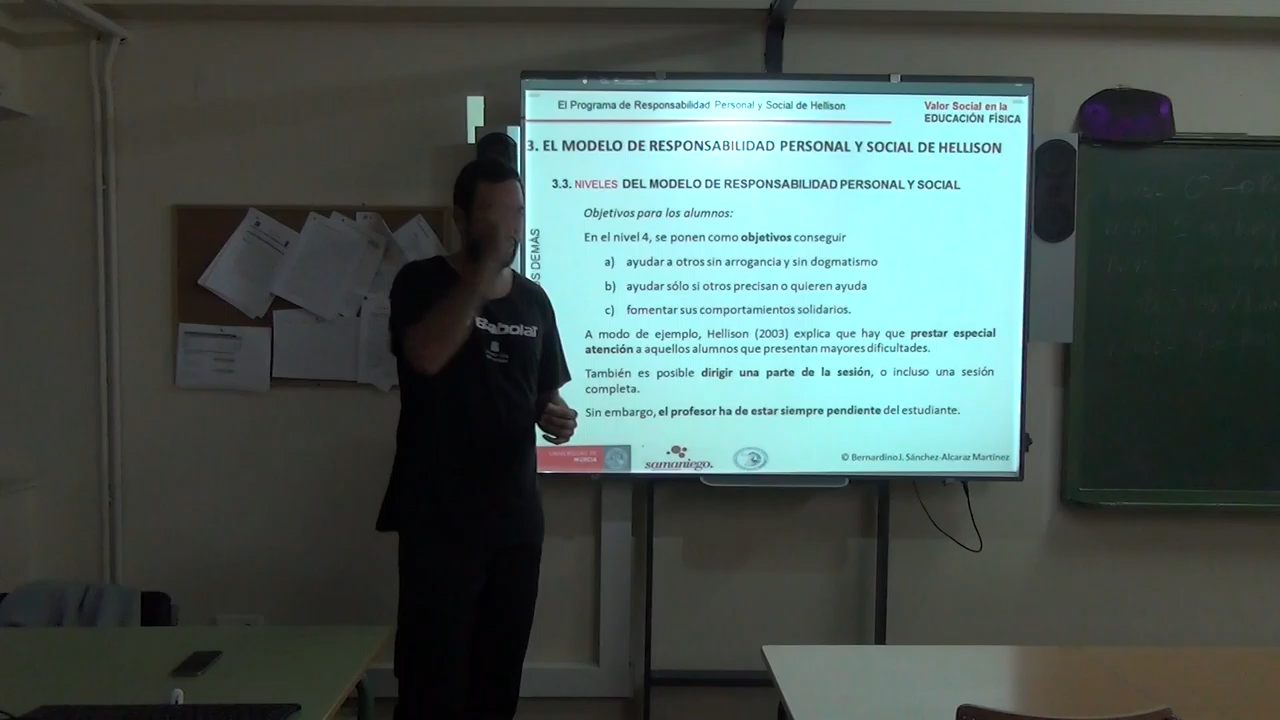 El Programa de Responsabilidad Personal y Social de Hellison
Valor Social en la
EDUCACIÓN FÍSICA
3. EL MODELO DE RESPONSABILIDAD PERSONAL Y SOCIAL DE HELLISON
3.3. NIVELES DEL MODELO DE RESPONSABILIDAD PERSONAL Y SOCIAL
Objetivos para los alumnos:
En el nivel 4, se ponen como objetivos conseguir
a) ayudar a otros sin arrogancia y sin dogmatismo
b) ayudar sólo si otros precisan o quieren ayuda
c) fomentar sus comportamientos solidarios.
A modo de ejemplo, Hellison (2003) explica que hay que prestar especial
atención a aquellos alumnos que presentan mayores dificultades.
También es posible dirigir una parte de la sesión, o incluso una sesión
completa.
Sin embargo, el profesor ha de estar siempre pendiente del estudiante.
DEMÁS
UNIVERSIDAD DE
MURCIA
samaniego.
© Bernardino J. Sánchez-Alcaraz Martínez
Babolat